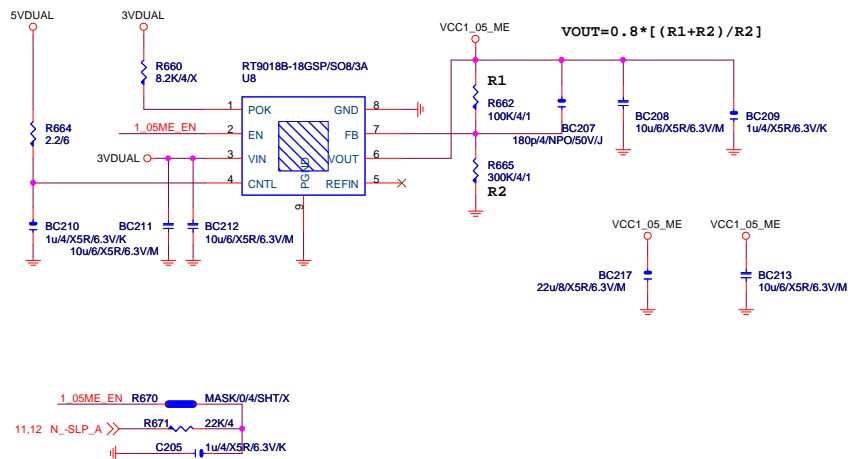 5VDUAL
3VDUAL
VCC1_05_ME
VOUT=0.8*[(R1+R2)/R2]
R660
8.2K/4/X
RT9018B-18GSP/SO8/3A
U8
R1
R662
100K/4/1
1 POK
GND 8
R664
2.2/6
1_05ME_EN
2 EN
FB 7
BC207
180p/4/NPO/50V/J
BC208
10u/6/X5R/6.3V/M
BC209
1u/4/X5R/6.3V/K
3VDUAL
3 VIN
VOUT 6
4 CNTL
PGND
REFIN 5
R665
300K/4/1
R2
9
BC210
1u/4/X5R/6.3V/K
BC211
10u/6/X5R/6.3V/M
BC212
10u/6/X5R/6.3V/M
VCC1_05_ME
VCC1_05_ME
BC217
22u/8/X5R/6.3V/M
BC213
10u/6/X5R/6.3V/M
1_05ME_EN
R670
MASK/0/4/SHT/X
11,12 N_-SLP_A
R671
22K/4
C205
1u/4/X5R/6.3V/K